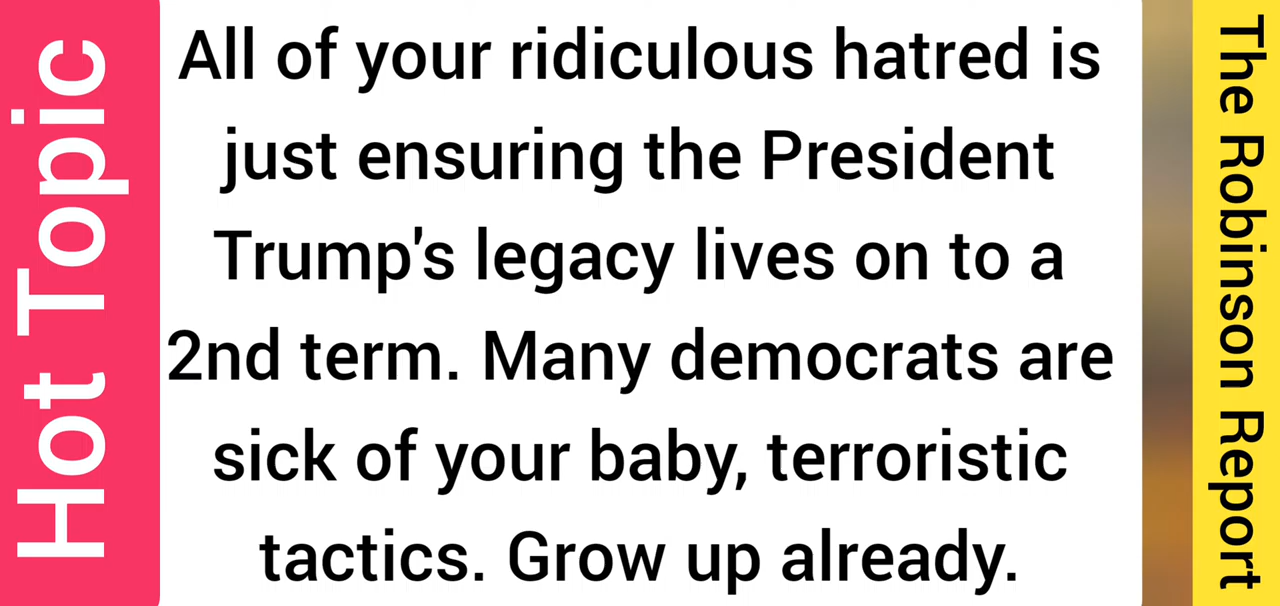 Hot Topic
All of your ridiculous hatred is
just ensuring the President
Trump's legacy lives on to a
2nd term. Many democrats are
sick of your baby, terroristic
tactics. Grow up already.
The Robinson Report